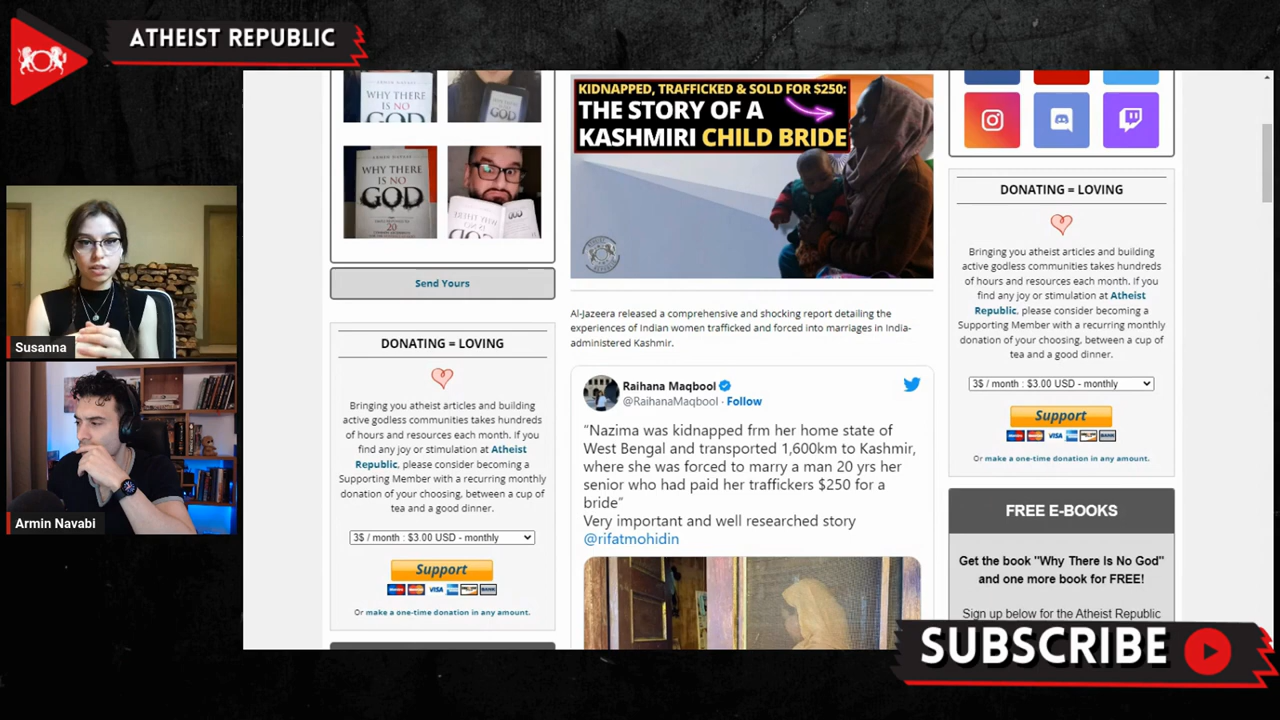 ATHEIST REPUBLIC
Susanna
Armin Navabi
WHY THERE
IS NO
GOD
WHY THERE
IS NO
GOD
20
Send Yours
DONATING = LOVING
Bringing you atheist articles and building
active godless communities takes hundreds
of hours and resources each month. If you
find any joy or stimulation at Atheist
Republic, please consider becoming a
Supporting Member with a recurring monthly
donation of your choosing, between a cup of
tea and a good dinner.
3$ / month : $3.00 USD - monthly
Support
VISA
BANK
Or make a one-time donation in any amount.
KIDNAPPED, TRAFFICKED & SOLD FOR $250:
THE STORY OF A
KASHMIRI CHILD BRIDE
Al-Jazeera released a comprehensive and shocking report detailing the
experiences of Indian women trafficked and forced into marriages in India-
administered Kashmir.
Raihana Maqbool
@RaihanaMaqbool · Follow
“Nazima was kidnapped frm her home state of
West Bengal and transported 1,600km to Kashmir,
where she was forced to marry a man 20 yrs her
senior who had paid her traffickers $250 for a
bride”
Very important and well researched story
@rifatmohidin
DONATING = LOVING
Bringing you atheist articles and building
active godless communities takes hundreds
of hours and resources each month. If you
find any joy or stimulation at Atheist
Republic, please consider becoming a
Supporting Member with a recurring monthly
donation of your choosing, between a cup of
tea and a good dinner.
3$ / month : $3.00 USD - monthly
Support
VISA
BANK
Or make a one-time donation in any amount.
FREE E-BOOKS
Get the book "Why There is No God"
and one more book for FREE!
Sign up below for the Atheist Republic
SUBSCRIBE